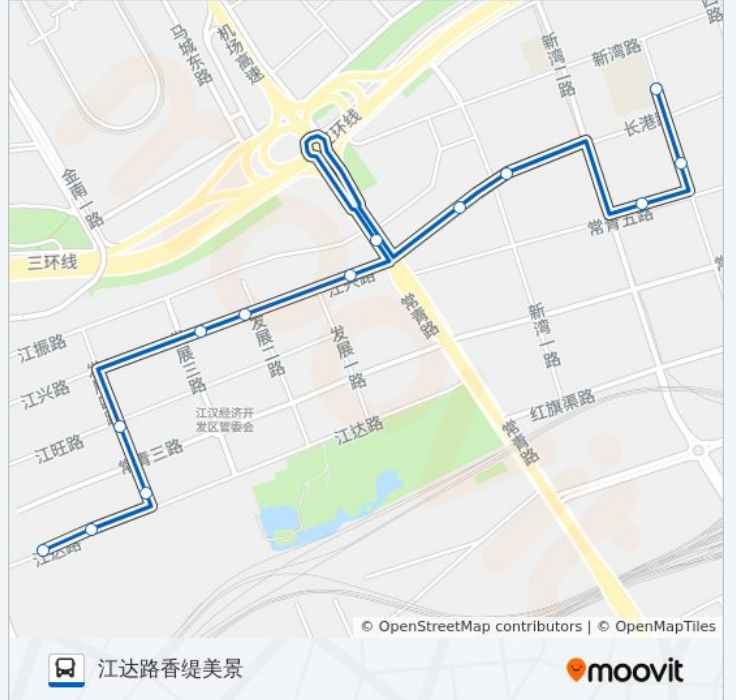 马城东路
机场高速
新湾二路
新湾路
三环线
长港路
金南一路
三环线
常青五路
江兴路
常青路
新湾一路
江振路
发展三路
发展二路
发展一路
江兴路
江汉经济开
发区管委会
红旗渠路
江旺路
常青三路
江达路
常青路
江达路
© OpenStreetMap contributors | © OpenMapTiles
江达路香缇美景
moovit